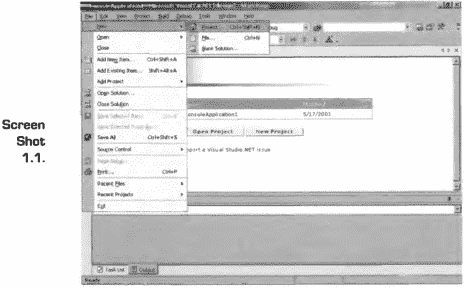 Screen
Shot
1.1.
File Edit View Project Build Debug Tools Window Help
New
Project... Ctrl+Shift+N
Open
File... Ctrl+N
Close
Blank Solution...
Add New Item... Ctrl+Shift+A
Add Existing Item... Shift+Alt+A
Add Project
Open Solution...
Close Solution
ConsoleApplication1 5/17/2001
Save All Ctrl+Shift+S
Open Project New Project
Source Control
Report a Visual Studio .NET issue
Print... Ctrl+P
Recent Files
Recent Projects
Exit
Task List Output
Ready